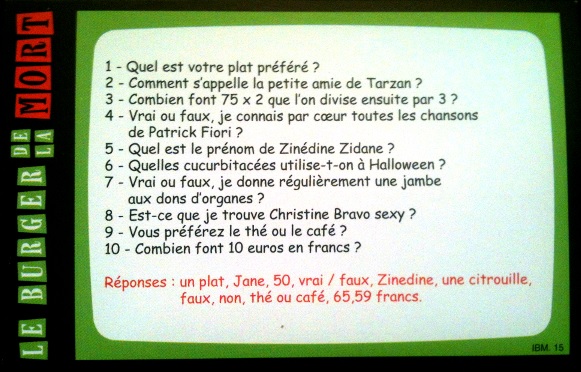 LE BURGER DE LA MORT
1 - Quel est votre plat préféré ?
2 - Comment s'appelle la petite amie de Tarzan ?
3 - Combien font 75 x 2 que l'on divise ensuite par 3 ?
4 - Vrai ou faux, je connais par cœur toutes les chansons
de Patrick Fiori ?
5 - Quel est le prénom de Zinédine Zidane ?
6 - Quelles cucurbitacées utilise-t-on à Halloween ?
7 - Vrai ou faux, je donne régulièrement une jambe
aux dons d'organes ?
8 - Est-ce que je trouve Christine Bravo sexy ?
9 - Vous préférez le thé ou le café ?
10 - Combien font 10 euros en francs ?
Réponses : un plat, Jane, 50, vrai / faux, Zinedine, une citrouille,
faux, non, thé ou café, 65,59 francs.
IBM. 15